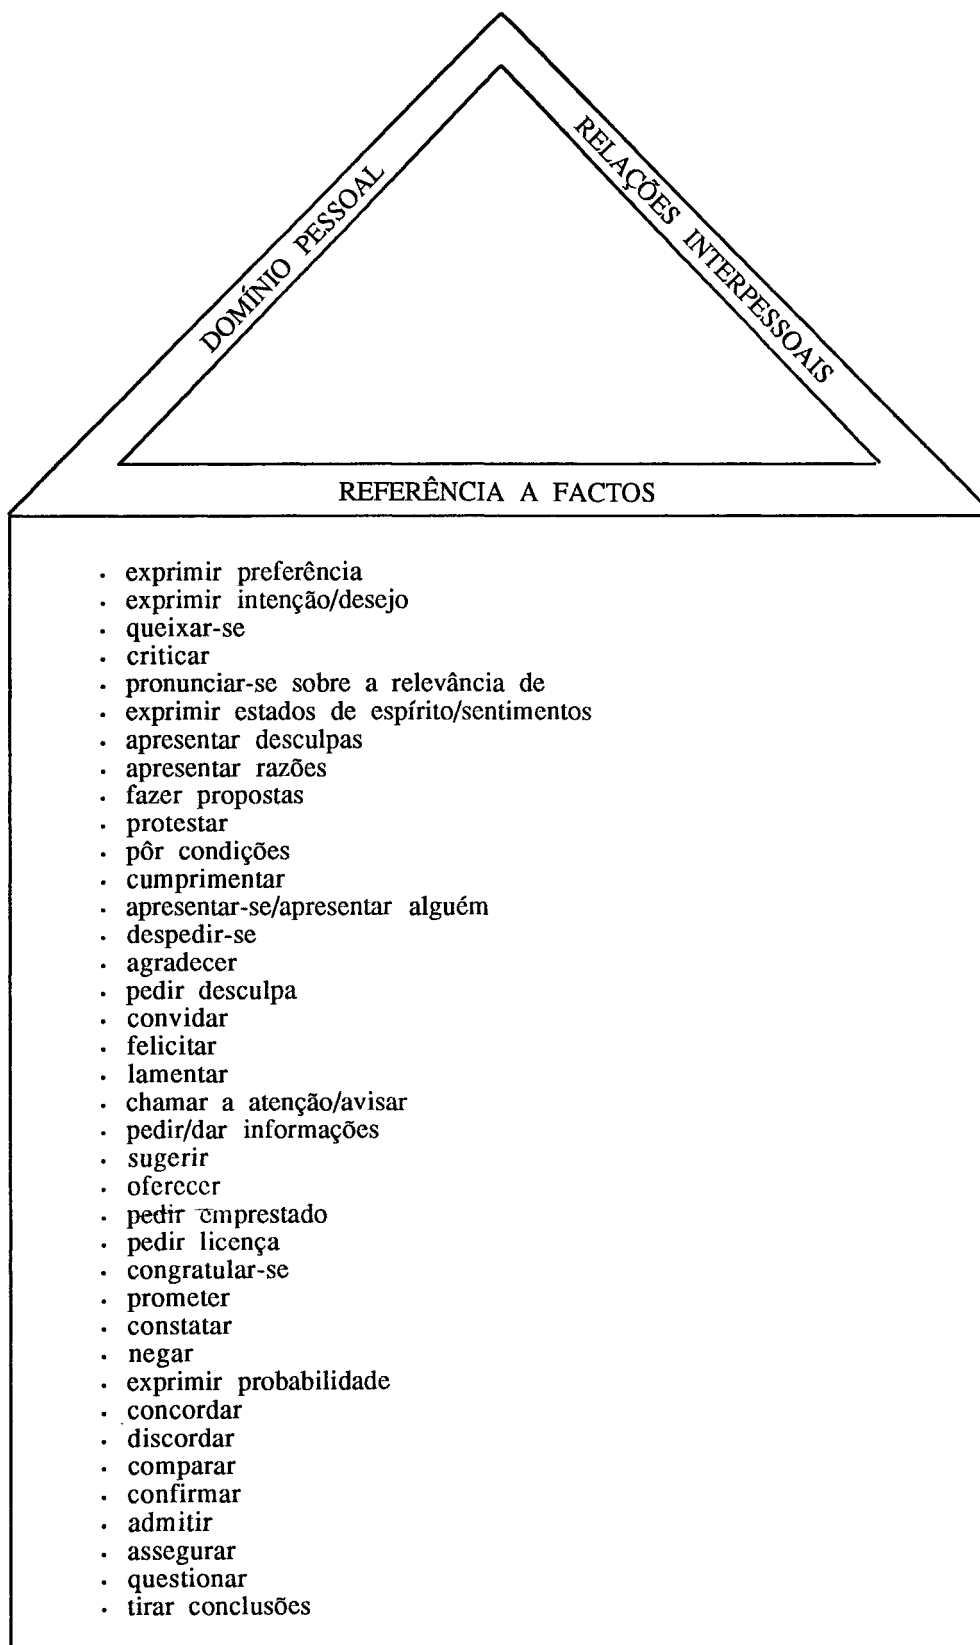 DOMÍNIO PESSOAL
RELAÇÕES INTERPESSOAIS
REFERÊNCIA A FACTOS
· exprimir preferência
· exprimir intenção/desejo
· queixar-se
· criticar
· pronunciar-se sobre a relevância de
· exprimir estados de espírito/sentimentos
· apresentar desculpas
· apresentar razões
· fazer propostas
· protestar
· pôr condições
· cumprimentar
· apresentar-se/apresentar alguém
· despedir-se
· agradecer
· pedir desculpa
· convidar
· felicitar
· lamentar
· chamar a atenção/avisar
· pedir/dar informações
· sugerir
· oferecer
· pedir emprestado
· pedir licença
· congratular-se
· prometer
· constatar
· negar
· exprimir probabilidade
· concordar
· discordar
· comparar
· confirmar
· admitir
· assegurar
· questionar
· tirar conclusões